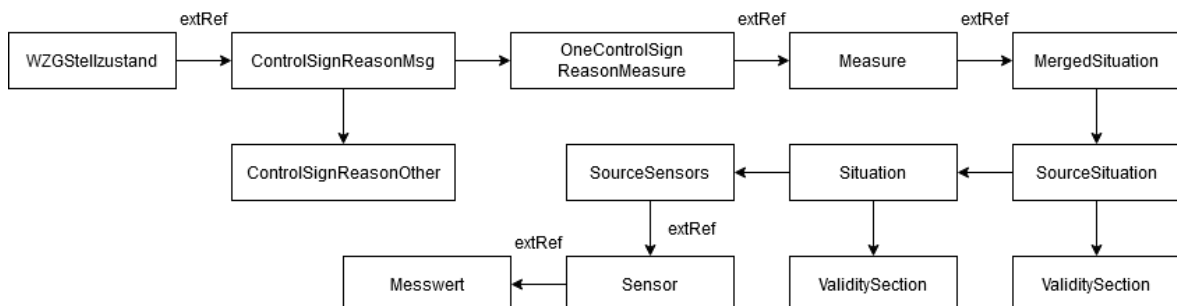 extRef
extRef
extRef
WZGStellzustand
ControlSignReasonMsg
OneControlSign
ReasonMeasure
Measure
MergedSituation
ControlSignReasonOther
SourceSensors
Situation
SourceSituation
extRef
extRef
Messwert
Sensor
ValiditySection
ValiditySection